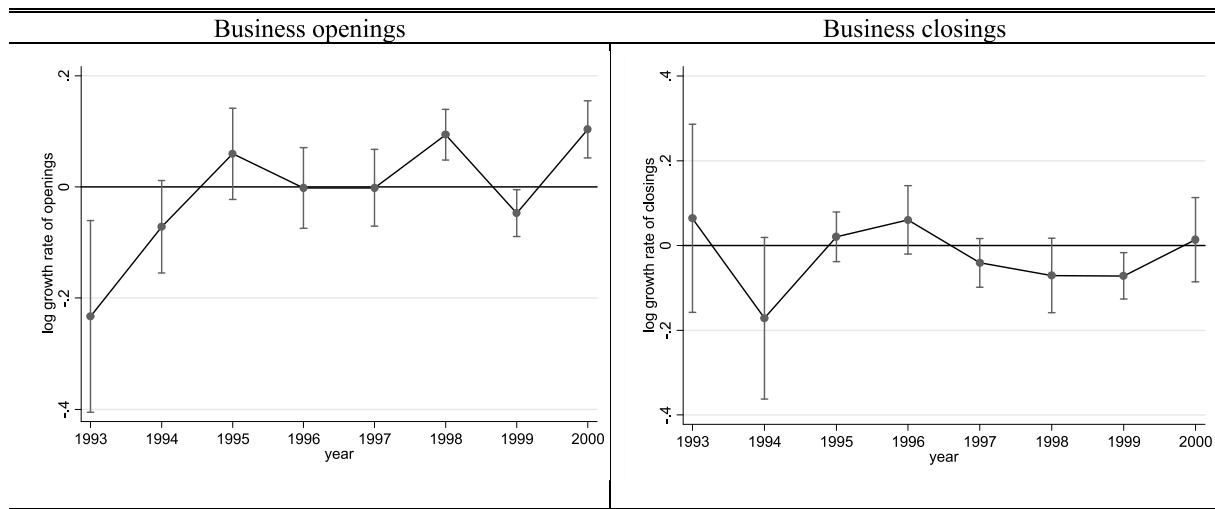 Business openings
Business closings
log growth rate of openings
.2
0
-.2
-.4
1993 1994 1995 1996 1997 1998 1999 2000
year
log growth rate of closings
.4
.2
0
-.2
-.4
1993 1994 1995 1996 1997 1998 1999 2000
year